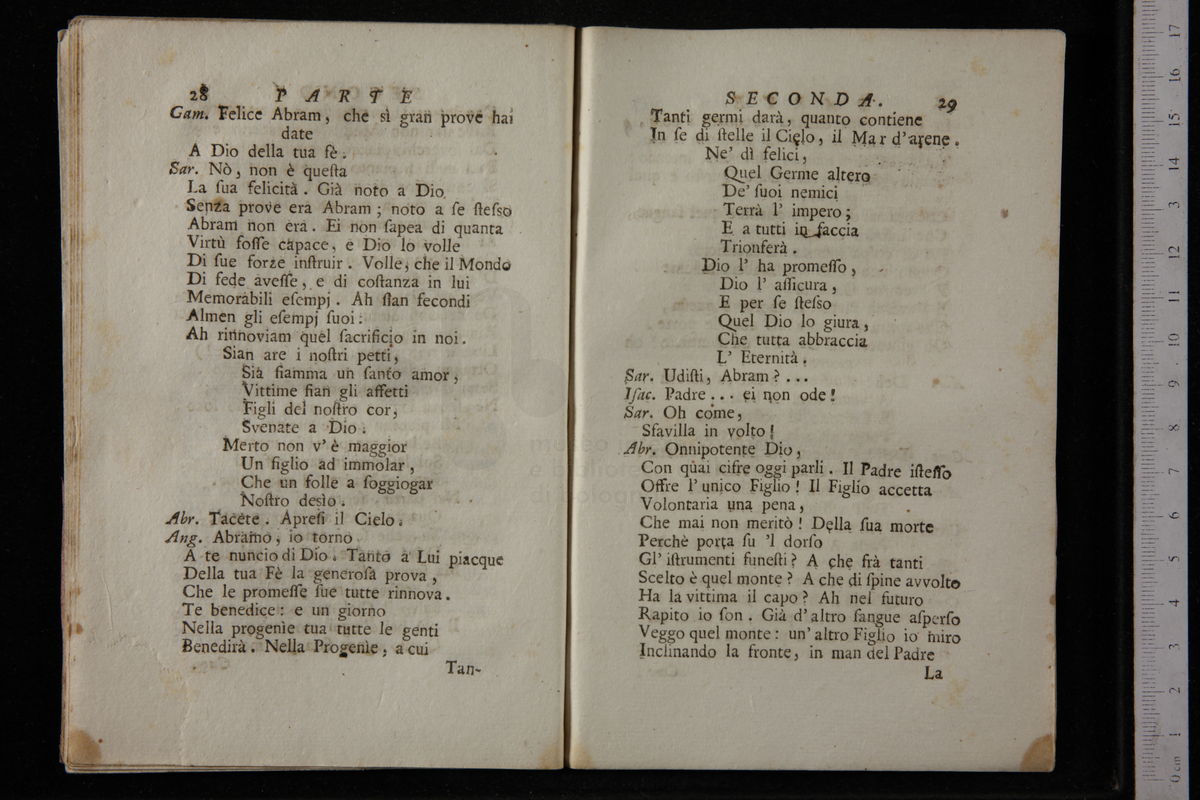 28 PARTE
Gam. Felice Abram, che sì gran prove hai
date
A Dio della tua fè.
Sar. Nò, non è questa
La sua felicità. Già noto a Dio
Senza prove era Abram; noto a se stesso
Abram non era. Ei non sapea di quanta
Virtù fosse capace, e Dio lo volle
Di sue forze instruir. Volle, che il Mondo
Di fede avesse, e di costanza in lui
Memorabili esempj. Ah sian fecondi
Almen gli esempj suoi:
Ah rinnoviam quel sacrificio in noi.
Sian are i nostri petti,
Sia fiamma un santo amor,
Vittime sian gli affetti
Figli del nostro cor,
Svenate a Dio.
Merto non v'è maggior
Un figlio ad immolar,
Che un folle a soggiogar
Nostro desio.
Abr. Tacete. Apresi il Cielo.
Ang. Abramo, io torno
A te nuncio di Dio. Tanto a Lui piacque
Della tua Fè la generosa prova,
Che le promesse sue tutte rinnova.
Te benedice: e un giorno
Nella progenie tua tutte le genti
Benedirà. Nella Progenie, a cui
Tan-
SECONDA. 29
Tanti germi darà, quanto contiene
In se di stelle il Cielo, il Mar d'arene.
Ne' dì felici,
Quel Germe altero
De' suoi nemici
Terrà l' impero;
E a tutti in faccia
Trionferà.
Dio l' ha promesso,
Dio l' assicura,
E per se stesso
Quel Dio lo giura,
Che tutta abbraccia
L' Eternità.
Sar. Udisti, Abram?...
Isac. Padre... ei non ode!
Sar. Oh come,
Sfavilla in volto!
Abr. Onnipotente Dio,
Con quai cifre oggi parli. Il Padre istesso
Offre l' unico Figlio! Il Figlio accetta
Volontaria una pena,
Che mai non meritò! Della sua morte
Perchè porta su 'l dorso
Gl' istrumenti funesti? A che frà tanti
Scelto è quel monte? A che di spine avvolto
Ha la vittima il capo? Ah nel futuro
Rapito io son. Già d' altro sangue asperso
Veggo quel monte: un' altro Figlio io miro
Inclinando la fronte, in man del Padre
La